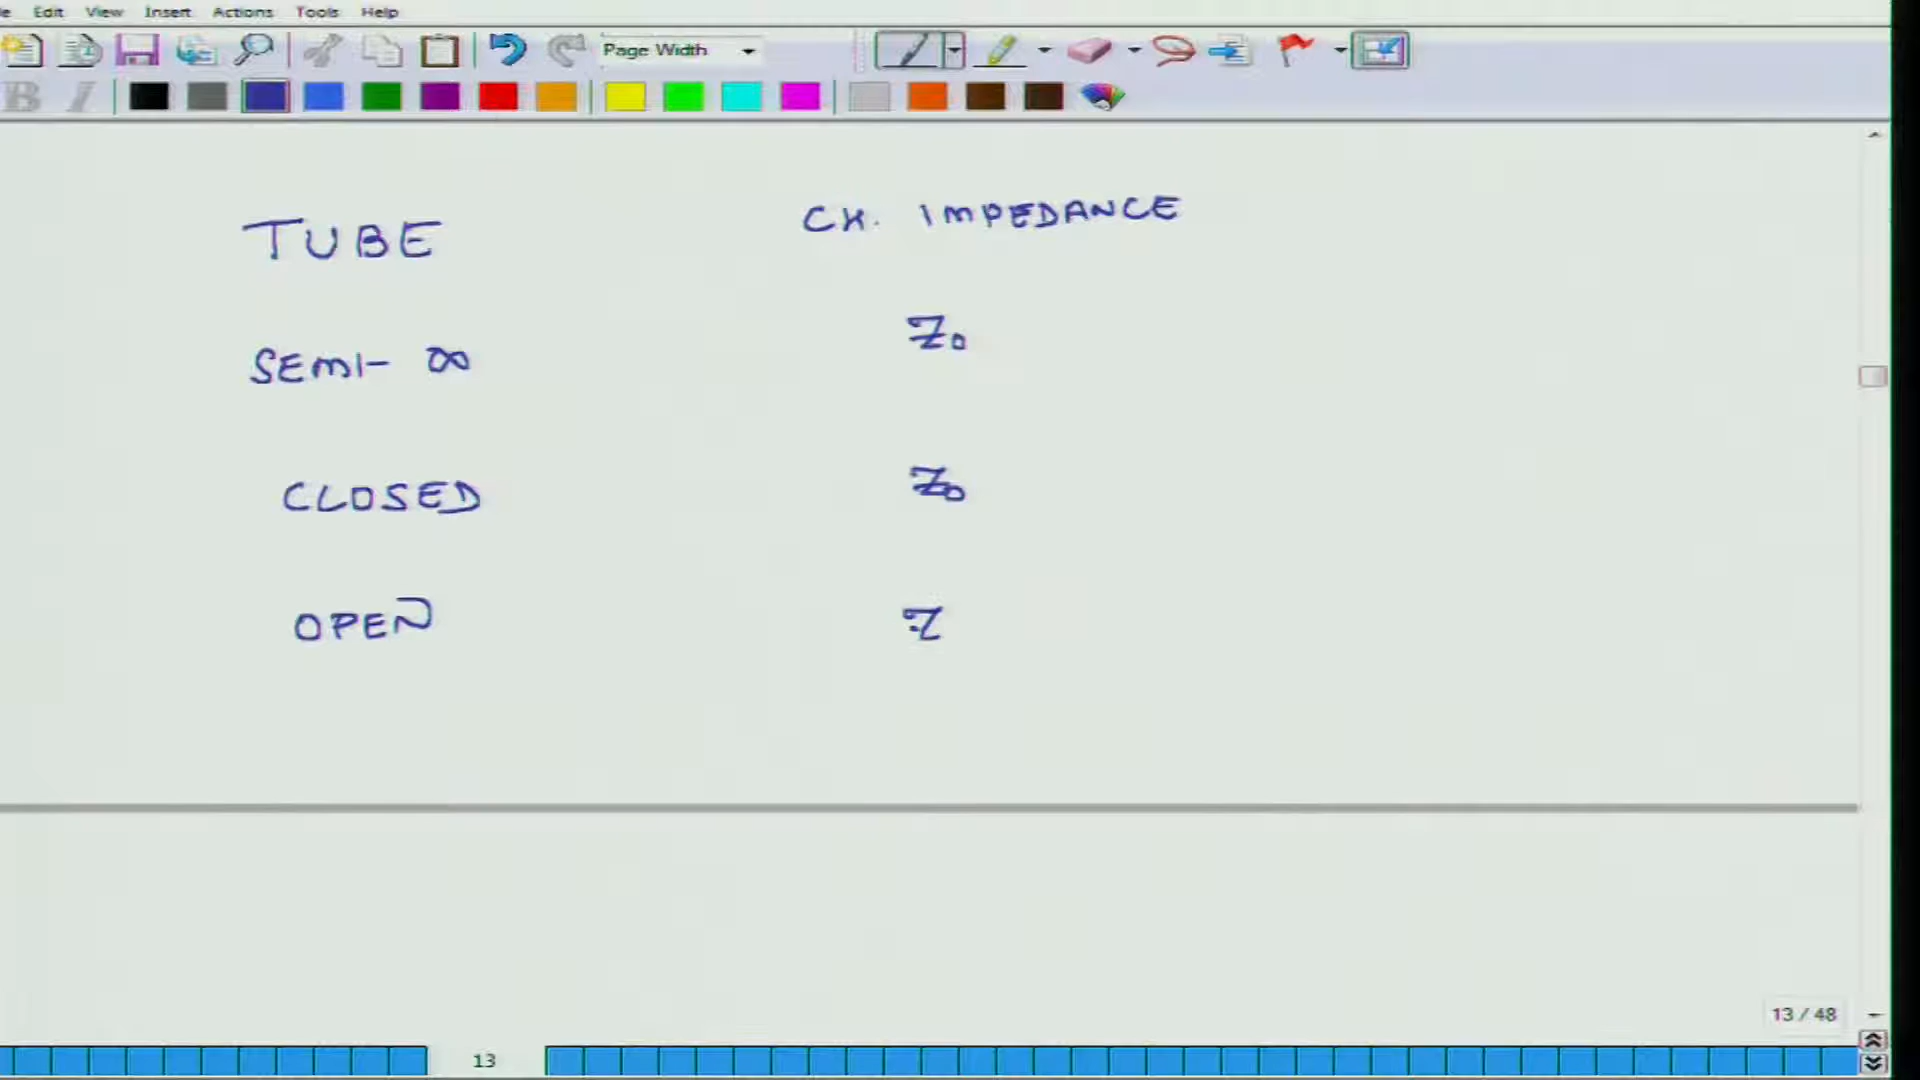 Edit View Insert Actions Tools Help
Page Width
B I
TUBE CH. IMPEDANCE
SEMI- ∞ Z₀
CLOSED Z₀
OPEN Z
13 / 48
13